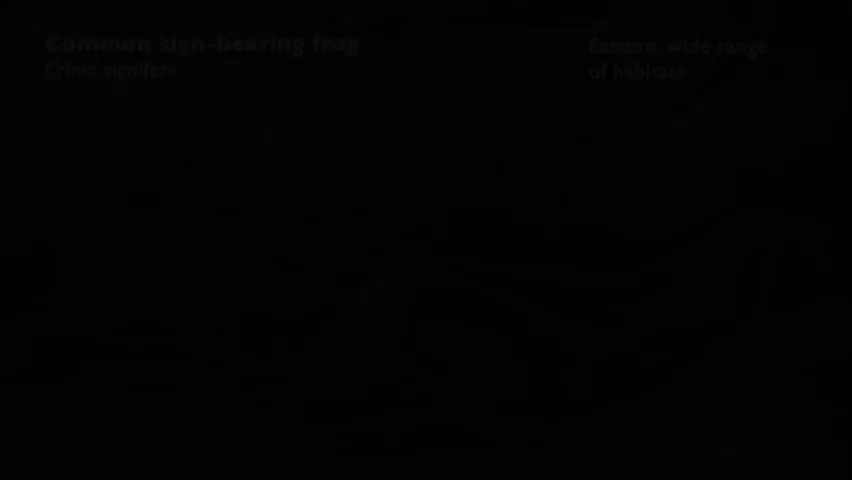 Common sign-bearing frog
Crinia signifera
Eastern, wide range
of habitats